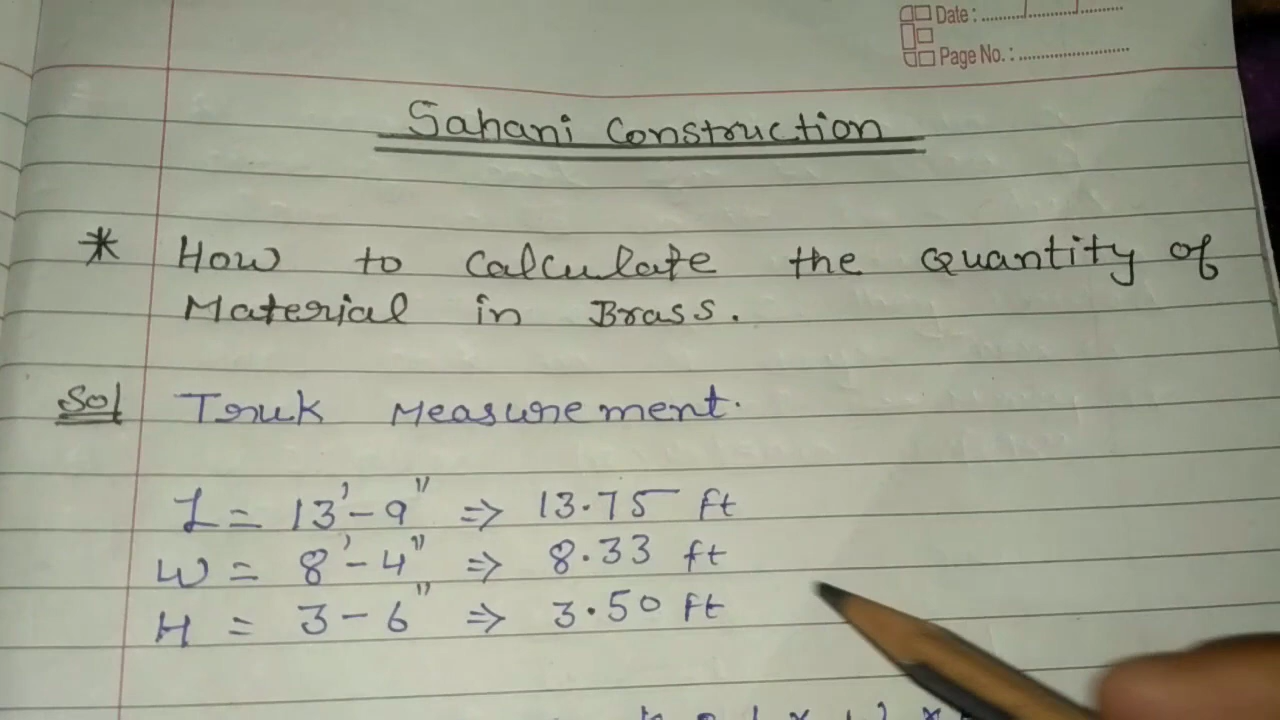 Date : ......../........../.........
Page No. : ..........................
Sahani Construction
* How to Calculate the Quantity of
Material in Brass.
Sol Truk Measurement.
L = 13'-9" => 13.75 ft
W = 8'-4" => 8.33 ft
H = 3-6" => 3.50 ft